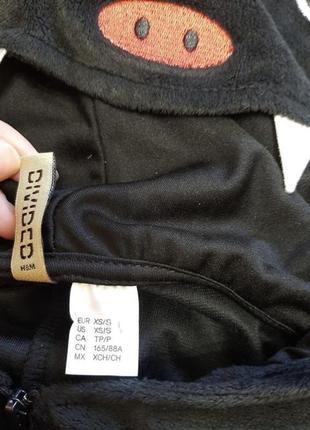 DIVIDED
H&M
EUR XS/S
US XS/S
CA TP/P
CN 165/88A
MX XCH/CH